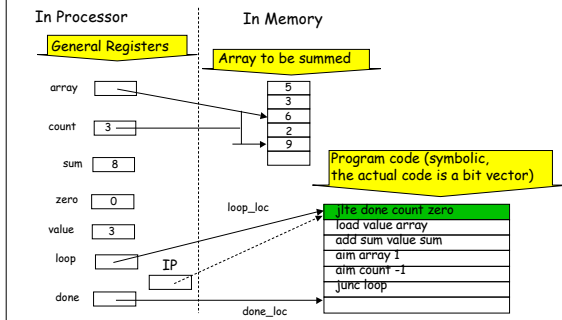 In Processor
In Memory
General Registers
Array to be summed
array
5
3
6
2
9
count 3
sum 8
Program code (symbolic,
the actual code is a bit vector)
zero 0
value 3
loop
loop_loc
IP
jlte done count zero
load value array
add sum value sum
aim array 1
aim count -1
junc loop
done
done_loc